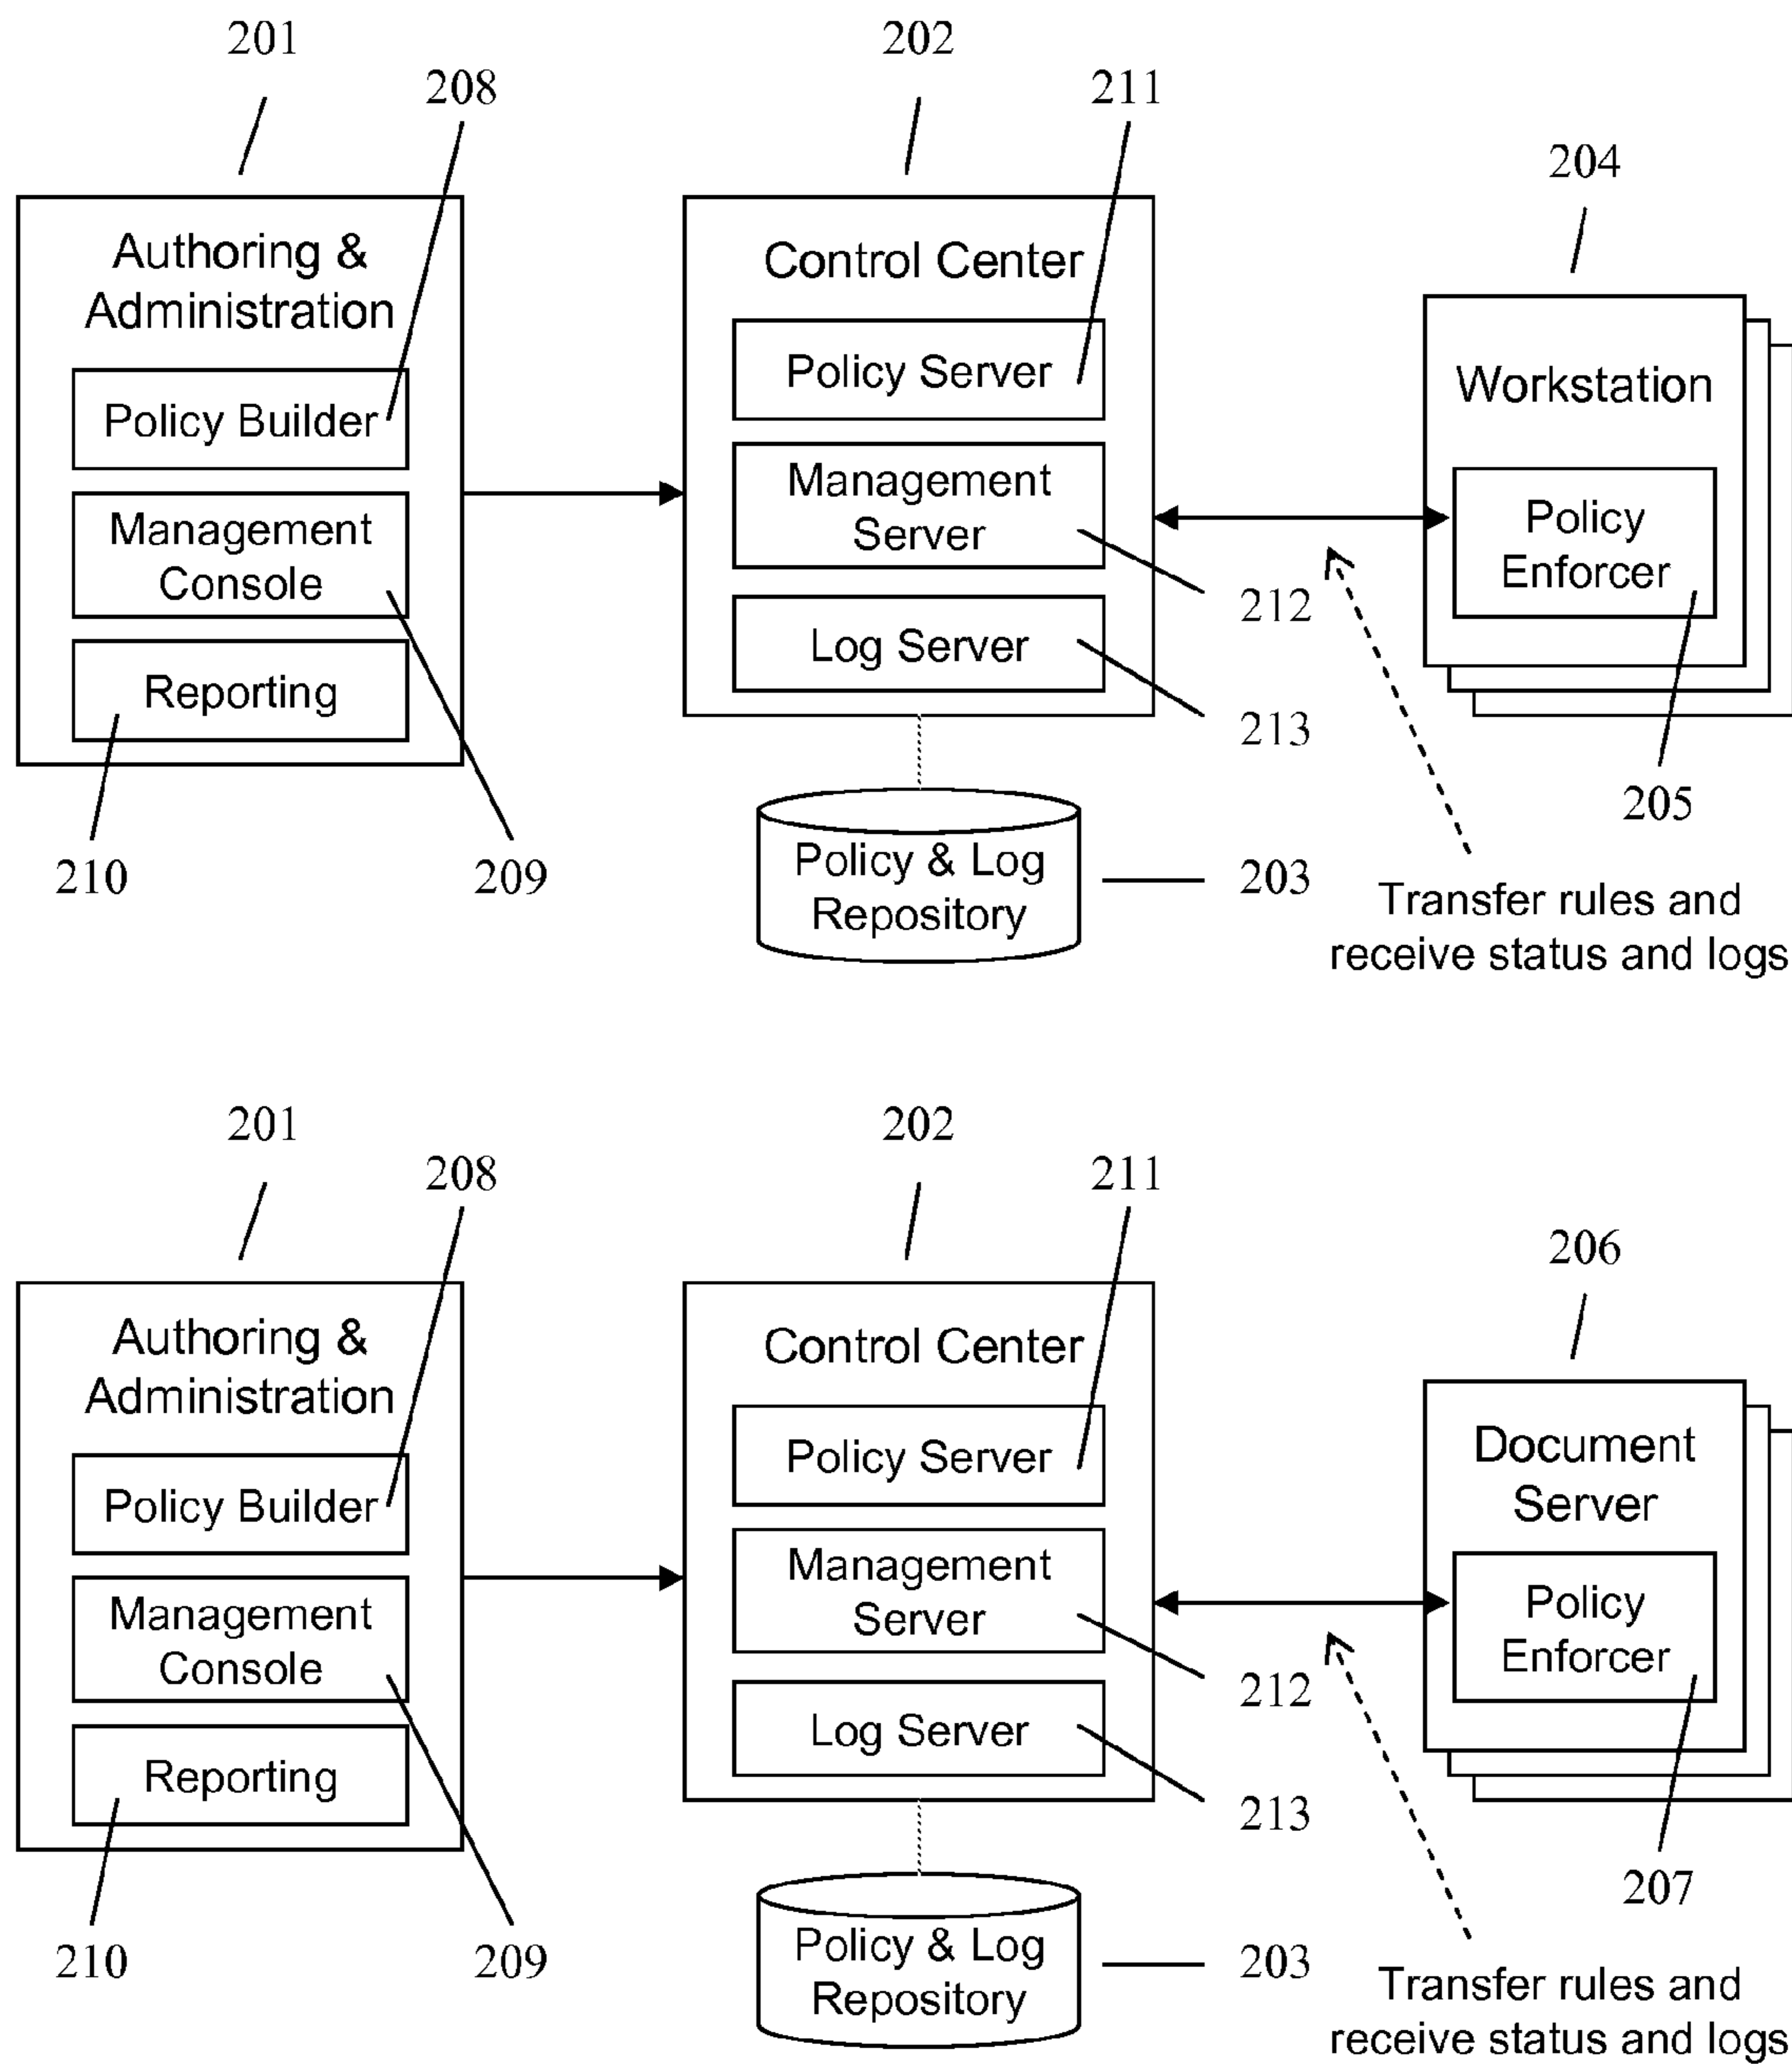 201
202
208
211
204
Authoring &
Administration
Control Center
Policy Server
Workstation
Policy Builder
Management
Server
Management
Console
Policy
Enforcer
212
Log Server
Reporting
213
205
210
209
Policy & Log
Repository
203
Transfer rules and
receive status and logs
201
202
208
211
206
Authoring &
Administration
Control Center
Document
Server
Policy Server
Policy Builder
Management
Server
Management
Console
Policy
Enforcer
212
Log Server
Reporting
213
207
210
209
Policy & Log
Repository
203
Transfer rules and
receive status and logs